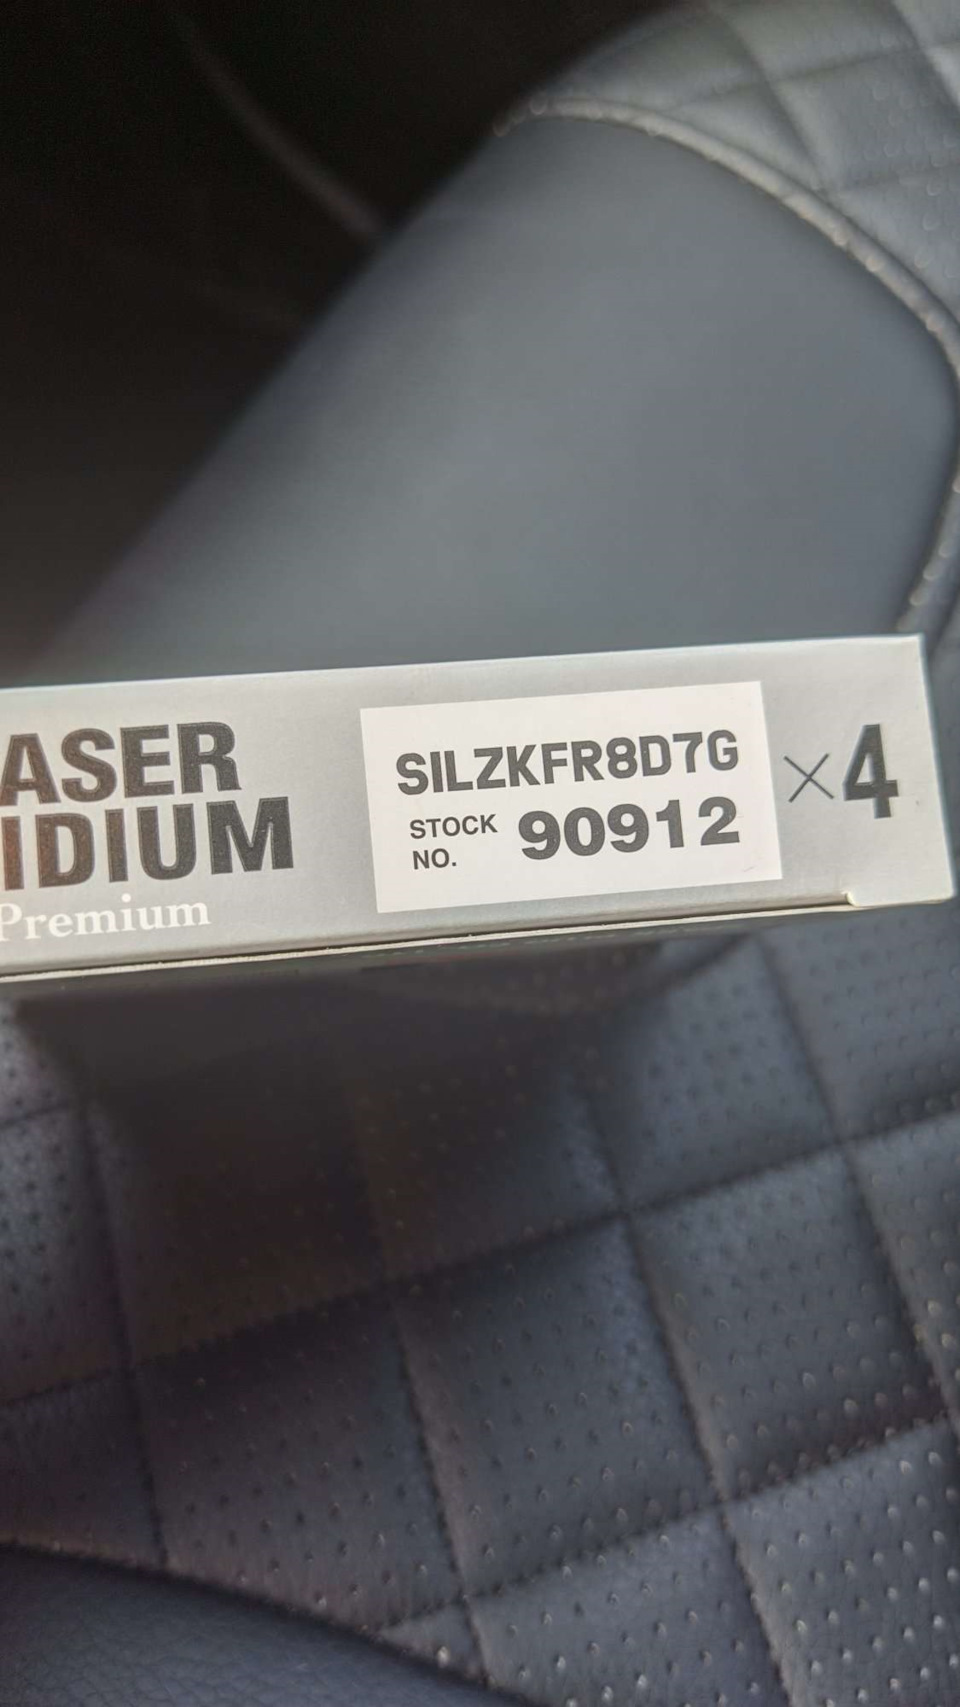 ASER
IDIUM
Premium
SILZKFR8D7G
STOCK NO. 90912
×4